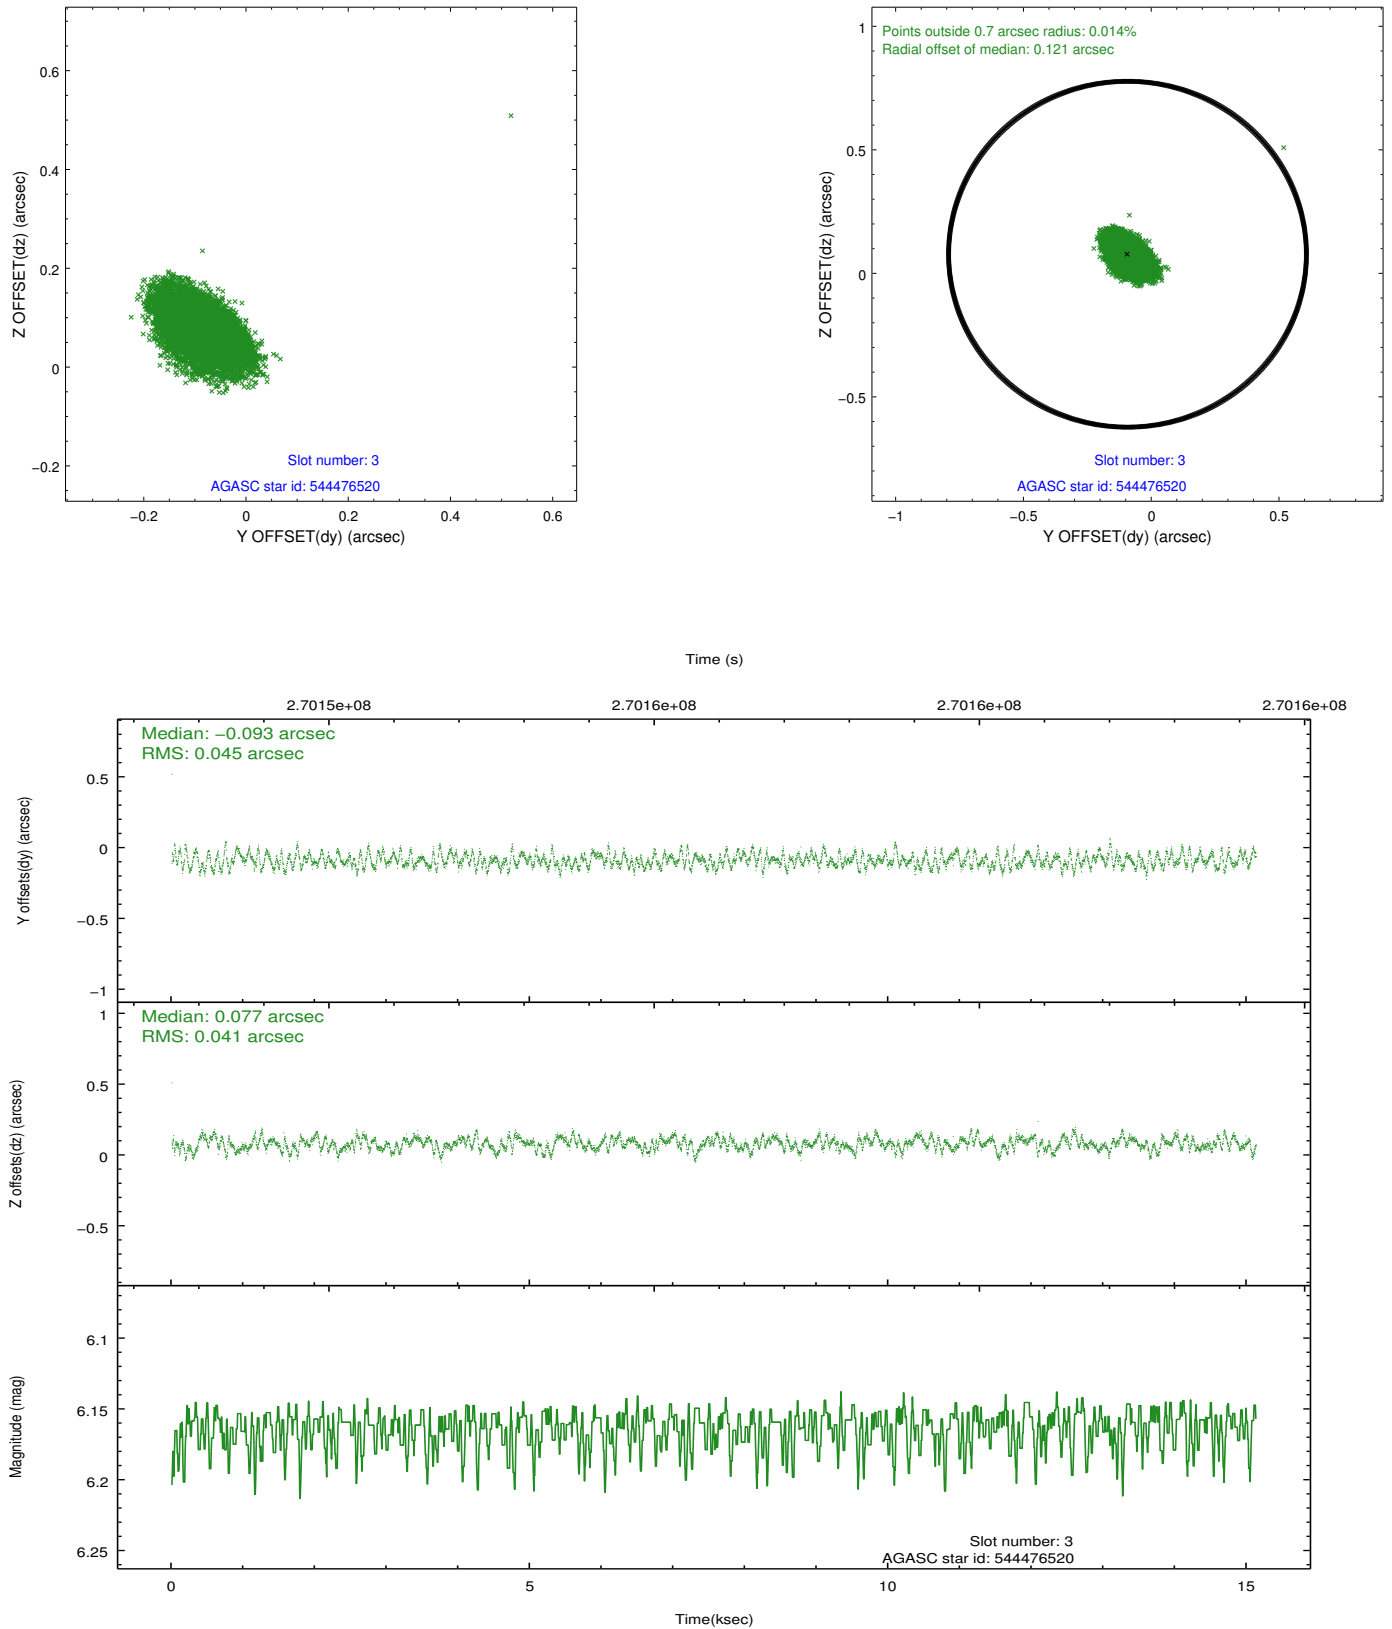 0.6
0.4
0.2
0
−0.2
Z OFFSET(dz) (arcsec)
Slot number: 3
AGASC star id: 544476520
−0.2 0 0.2 0.4 0.6
Y OFFSET(dy) (arcsec)
Points outside 0.7 arcsec radius: 0.014%
Radial offset of median: 0.121 arcsec
1
0.5
0
−0.5
Z OFFSET(dz) (arcsec)
Slot number: 3
AGASC star id: 544476520
−1 −0.5 0 0.5
Y OFFSET(dy) (arcsec)
Time (s)
2.7015e+08 2.7016e+08 2.7016e+08 2.7016e+08
Median: −0.093 arcsec
RMS: 0.045 arcsec
0.5
0
−0.5
−1
Y offsets(dy) (arcsec)
Median: 0.077 arcsec
RMS: 0.041 arcsec
1
0.5
0
−0.5
Z offsets(dz) (arcsec)
6.1
6.15
6.2
6.25
Magnitude (mag)
Slot number: 3
AGASC star id: 544476520
0 5 10 15
Time(ksec)